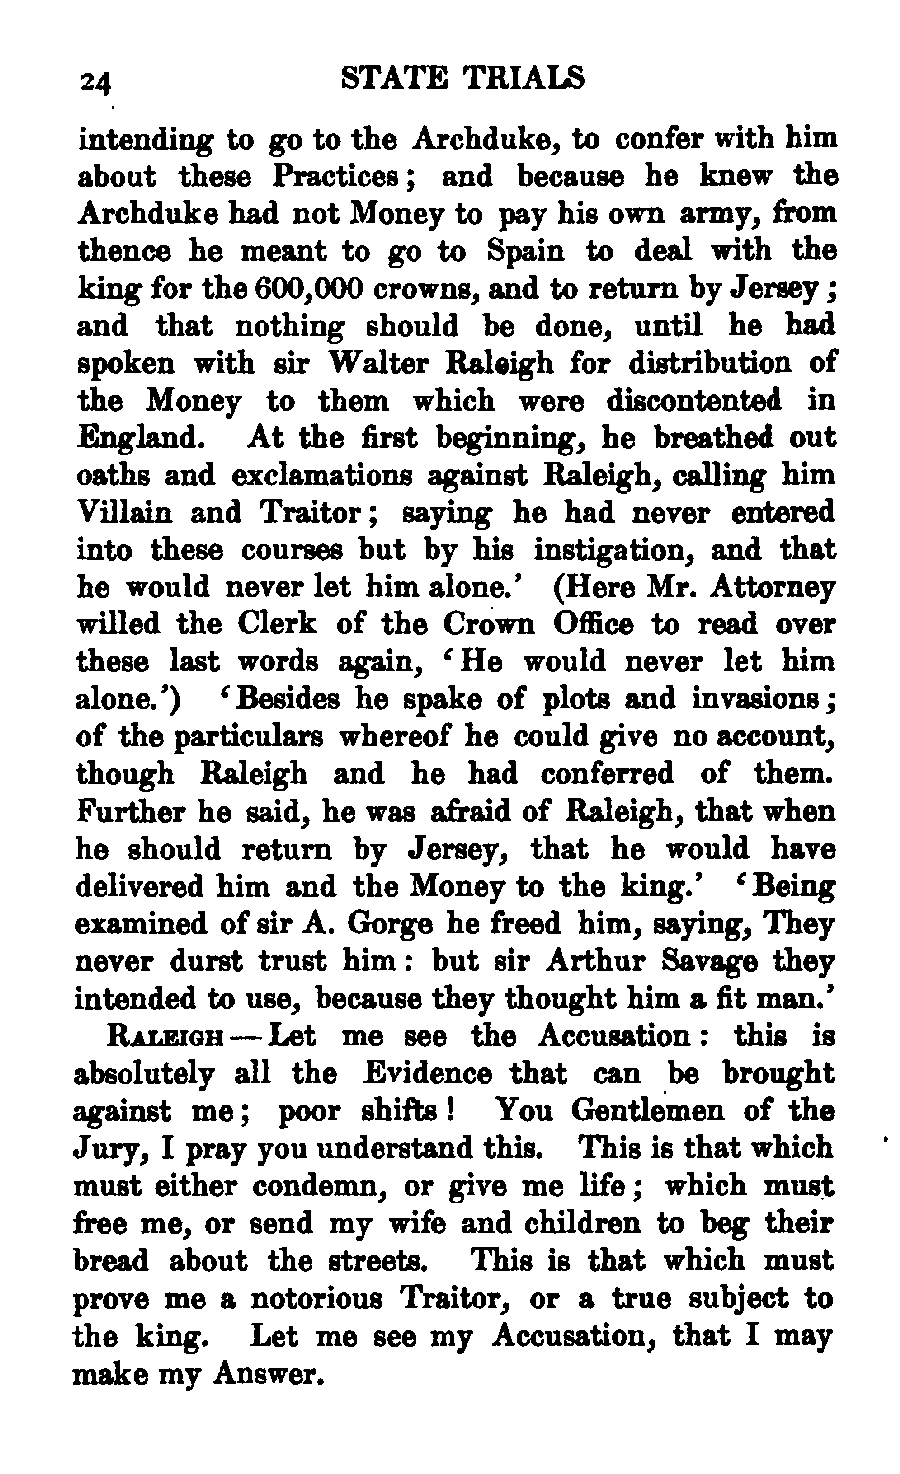 24 STATE TRIALS
intending to go to the Archduke, to confer with him
about these Practices; and because he knew the
Archduke had not Money to pay his own army, from
thence he meant to go to Spain to deal with the
king for the 600,000 crowns, and to return by Jersey;
and that nothing should be done, until he had
spoken with sir Walter Raleigh for distribution of
the Money to them which were discontented in
England. At the first beginning, he breathed out
oaths and exclamations against Raleigh, calling him
Villain and Traitor; saying he had never entered
into these courses but by his instigation, and that
he would never let him alone.’ (Here Mr. Attorney
willed the Clerk of the Crown Office to read over
these last words again, ‘He would never let him
alone.’) ‘Besides he spake of plots and invasions;
of the particulars whereof he could give no account,
though Raleigh and he had conferred of them.
Further he said, he was afraid of Raleigh, that when
he should return by Jersey, that he would have
delivered him and the Money to the king.’ ‘Being
examined of sir A. Gorge he freed him, saying, They
never durst trust him: but sir Arthur Savage they
intended to use, because they thought him a fit man.’
RALEIGH—Let me see the Accusation: this is
absolutely all the Evidence that can be brought
against me; poor shifts! You Gentlemen of the
Jury, I pray you understand this. This is that which
must either condemn, or give me life; which must
free me, or send my wife and children to beg their
bread about the streets. This is that which must
prove me a notorious Traitor, or a true subject to
the king. Let me see my Accusation, that I may
make my Answer.